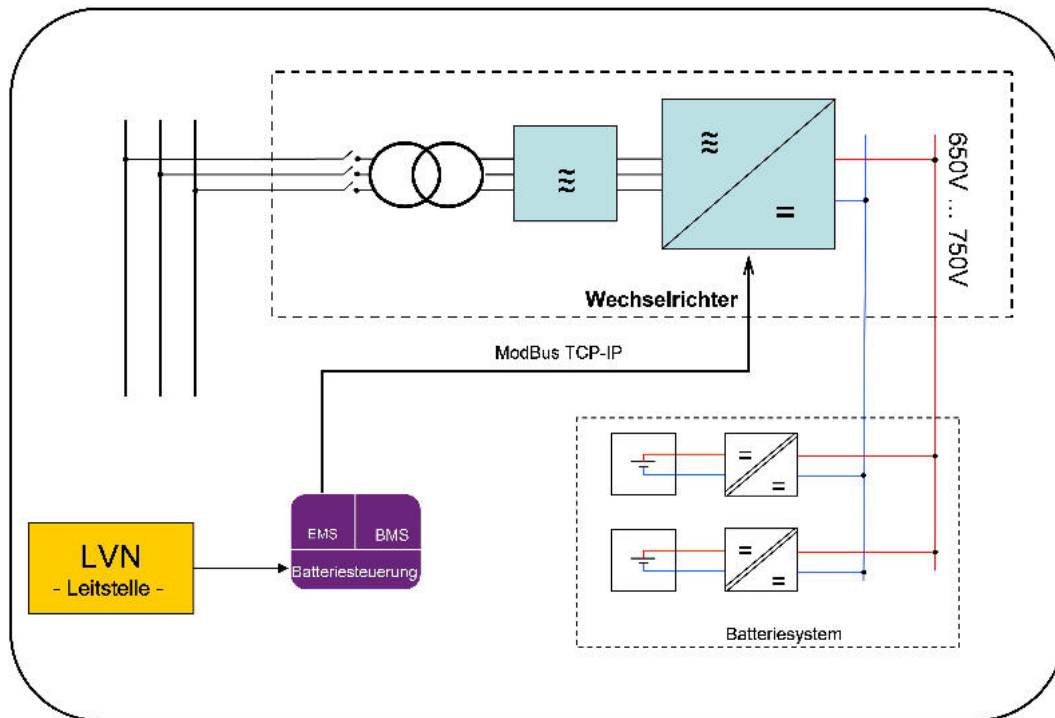 650V ... 750V
Wechselrichter
ModBus TCP-IP
EMS
BMS
Batteriesteuerung
LVN
- Leitstelle -
Batteriesystem